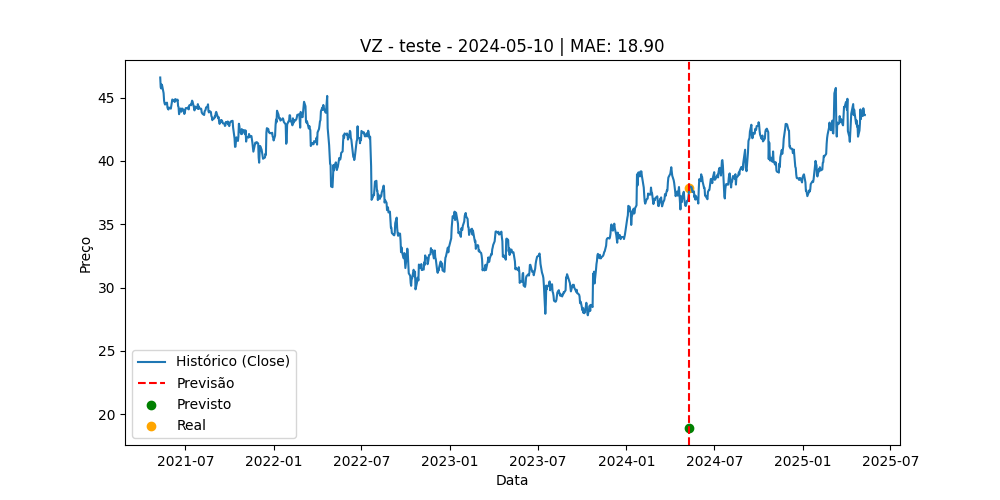 VZ - teste - 2024-05-10 | MAE: 18.90
Preço
45
40
35
30
25
20
Histórico (Close)
Previsão
Previsto
Real
2021-07 2022-01 2022-07 2023-01 2023-07 2024-01 2024-07 2025-01 2025-07
Data